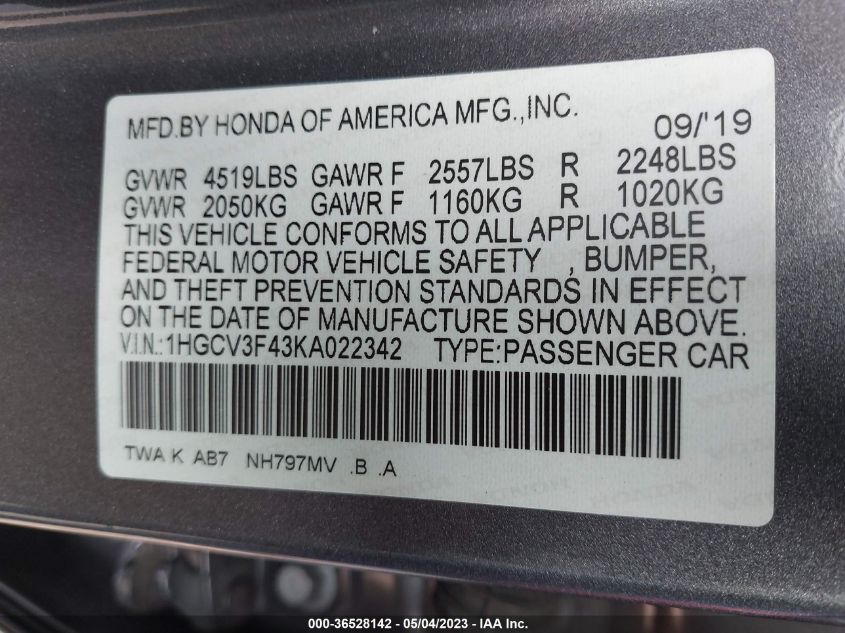 MFD.BY HONDA OF AMERICA MFG.,INC. 09/'19
GVWR 4519LBS GAWR F 2557LBS R 2248LBS
GVWR 2050KG GAWR F 1160KG R 1020KG
THIS VEHICLE CONFORMS TO ALL APPLICABLE
FEDERAL MOTOR VEHICLE SAFETY , BUMPER,
AND THEFT PREVENTION STANDARDS IN EFFECT
ON THE DATE OF MANUFACTURE SHOWN ABOVE.
V.I.N.:1HGCV3F43KA022342 TYPE:PASSENGER CAR
TWA K AB7 NH797MV .B .A
000-36528142 - 05/04/2023 - IAA Inc.